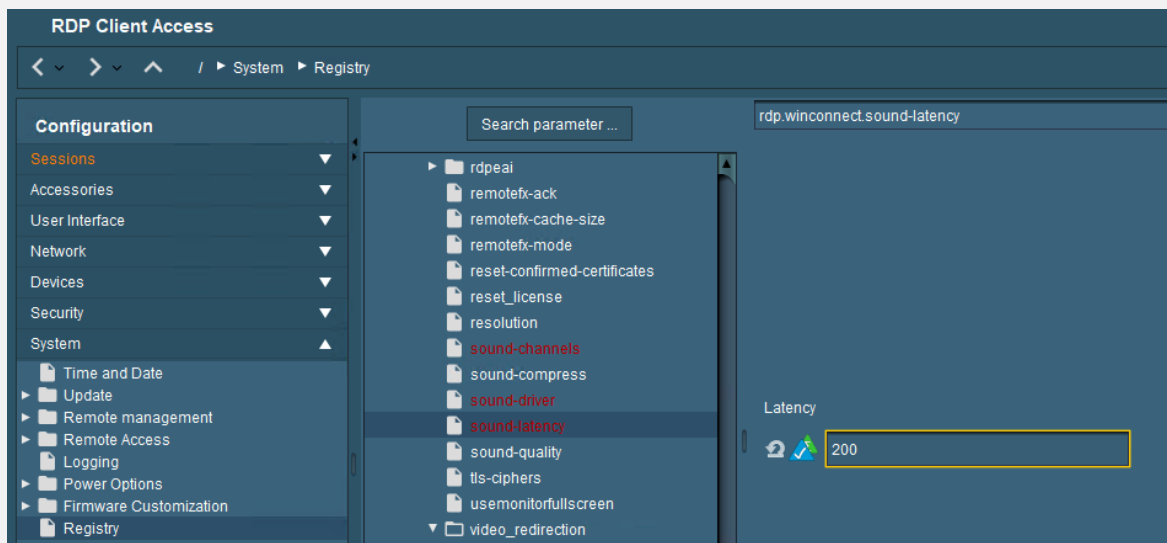 RDP Client Access
/ System Registry
Configuration
Sessions
Accessories
User Interface
Network
Devices
Security
System
Time and Date
Update
Remote management
Remote Access
Logging
Power Options
Firmware Customization
Registry
Search parameter ...
rdpeai
remotefx-ack
remotefx-cache-size
remotefx-mode
reset-confirmed-certificates
reset_license
resolution
sound-channels
sound-compress
sound-driver
sound-latency
sound-quality
tls-ciphers
usemonitorfullscreen
video_redirection
rdp.winconnect.sound-latency
Latency
200